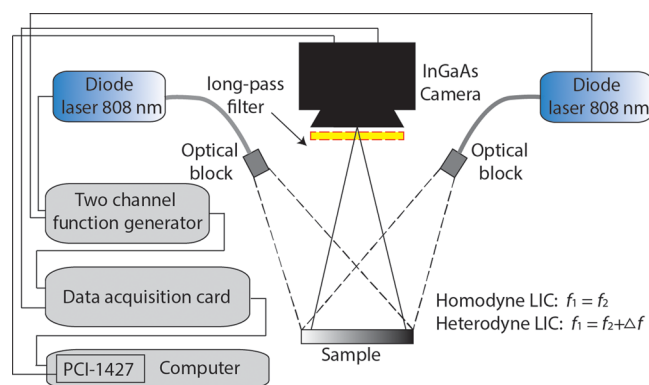 Diode
laser 808 nm
long-pass
filter
InGaAs
Camera
Diode
laser 808 nm
Optical
block
Optical
block
Two channel
function generator
Data acquisition card
Homodyne LIC: f₁ = f₂
Heterodyne LIC: f₁ = f₂+△f
Sample
PCI-1427 Computer